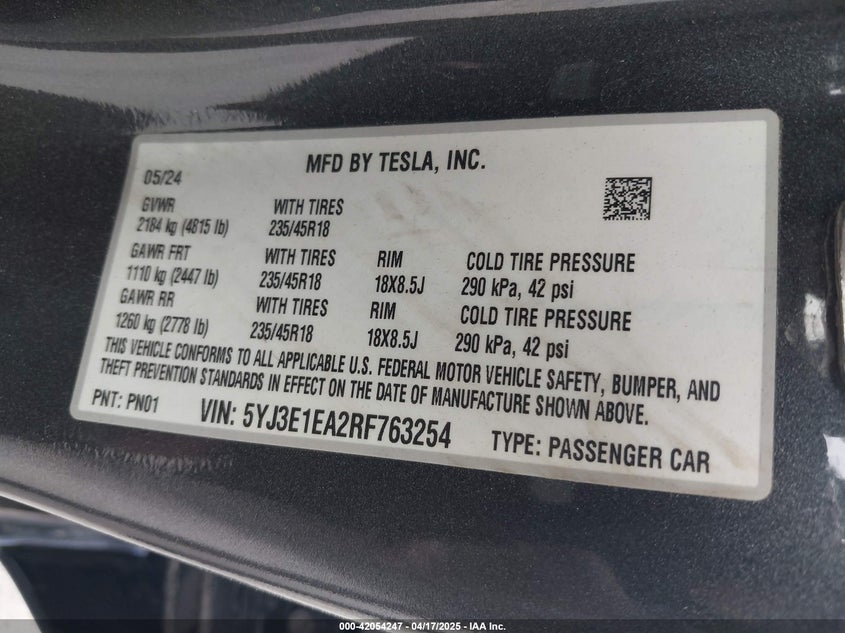 MFD BY TESLA, INC.
05/24
GVWR WITH TIRES
2184 kg (4815 lb) 235/45R18
GAWR FRT WITH TIRES RIM COLD TIRE PRESSURE
1110 kg (2447 lb) 235/45R18 18X8.5J 290 kPa, 42 psi
GAWR RR WITH TIRES RIM COLD TIRE PRESSURE
1260 kg (2778 lb) 235/45R18 18X8.5J 290 kPa, 42 psi
THIS VEHICLE CONFORMS TO ALL APPLICABLE U.S. FEDERAL MOTOR VEHICLE SAFETY, BUMPER, AND
THEFT PREVENTION STANDARDS IN EFFECT ON THE DATE OF MANUFACTURE SHOWN ABOVE.
PNT: PN01 VIN: 5YJ3E1EA2RF763254 TYPE: PASSENGER CAR
000-42054247 - 04/17/2025 - IAA Inc.